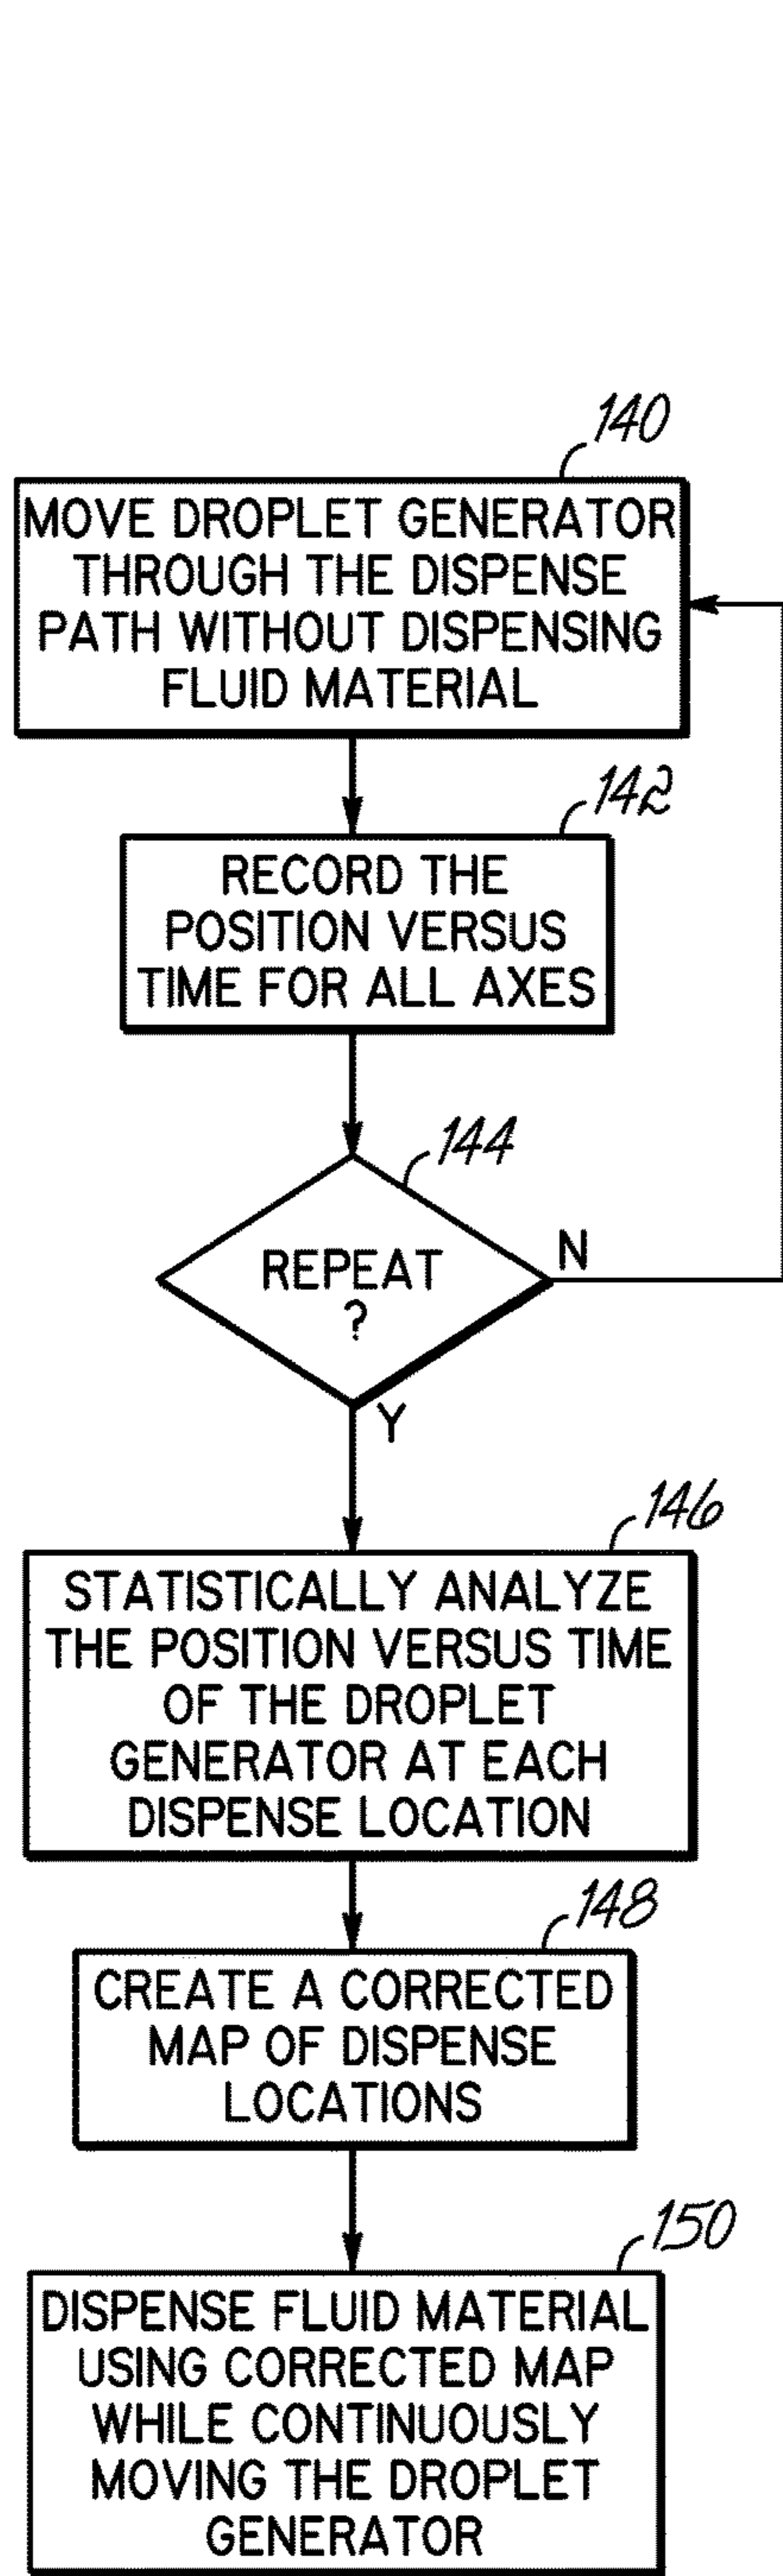 140
MOVE DROPLET GENERATOR
THROUGH THE DISPENSE
PATH WITHOUT DISPENSING
FLUID MATERIAL
142
RECORD THE
POSITION VERSUS
TIME FOR ALL AXES
144
REPEAT
?
N
Y
146
STATISTICALLY ANALYZE
THE POSITION VERSUS TIME
OF THE DROPLET
GENERATOR AT EACH
DISPENSE LOCATION
148
CREATE A CORRECTED
MAP OF DISPENSE
LOCATIONS
150
DISPENSE FLUID MATERIAL
USING CORRECTED MAP
WHILE CONTINUOUSLY
MOVING THE DROPLET
GENERATOR